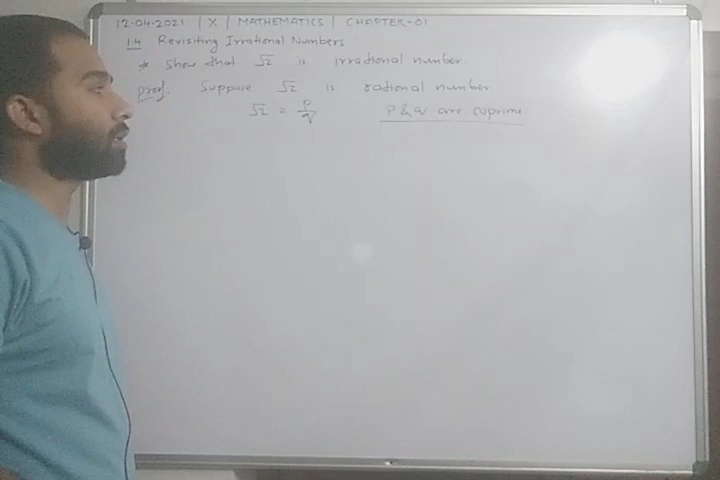 12-04-2021 | X | MATHEMATICS | CHAPTER-01
1.4 Revisiting Irrational Numbers
* Show that √2 is irrational number.
Proof: Suppose √2 is rational number.
√2 = p/q P & q are coprime